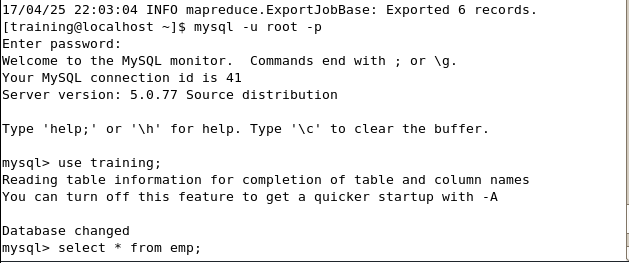 17/04/25 22:03:04 INFO mapreduce.ExportJobBase: Exported 6 records.
[training@localhost ~]$ mysql -u root -p
Enter password:
Welcome to the MySQL monitor.  Commands end with ; or \g.
Your MySQL connection id is 41
Server version: 5.0.77 Source distribution

Type 'help;' or '\h' for help. Type '\c' to clear the buffer.

mysql> use training;
Reading table information for completion of table and column names
You can turn off this feature to get a quicker startup with -A

Database changed
mysql> select * from emp;